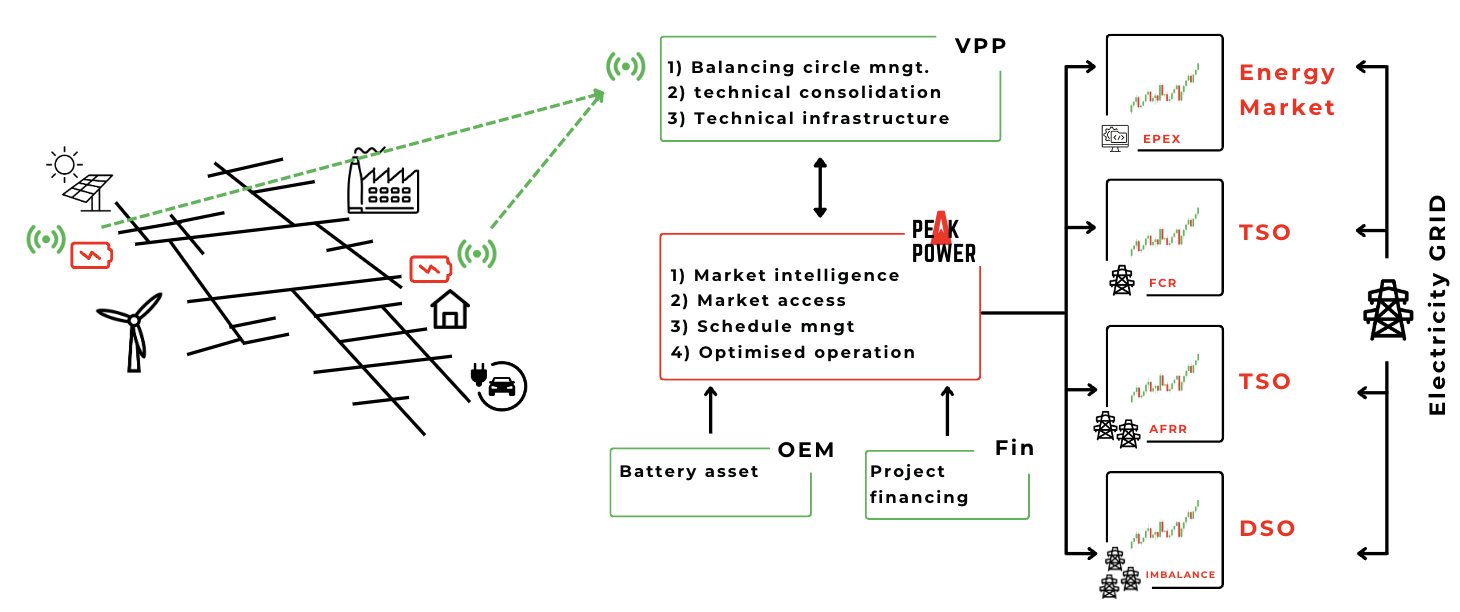 VPP
1) Balancing circle mngt.
2) technical consolidation
3) Technical infrastructure
PEAK
POWER
1) Market intelligence
2) Market access
3) Schedule mngt
4) Optimised operation
OEM
Battery asset
Fin
Project
financing
EPEX
Energy
Market
FCR
TSO
AFRR
TSO
IMBALANCE
DSO
Electricity GRID